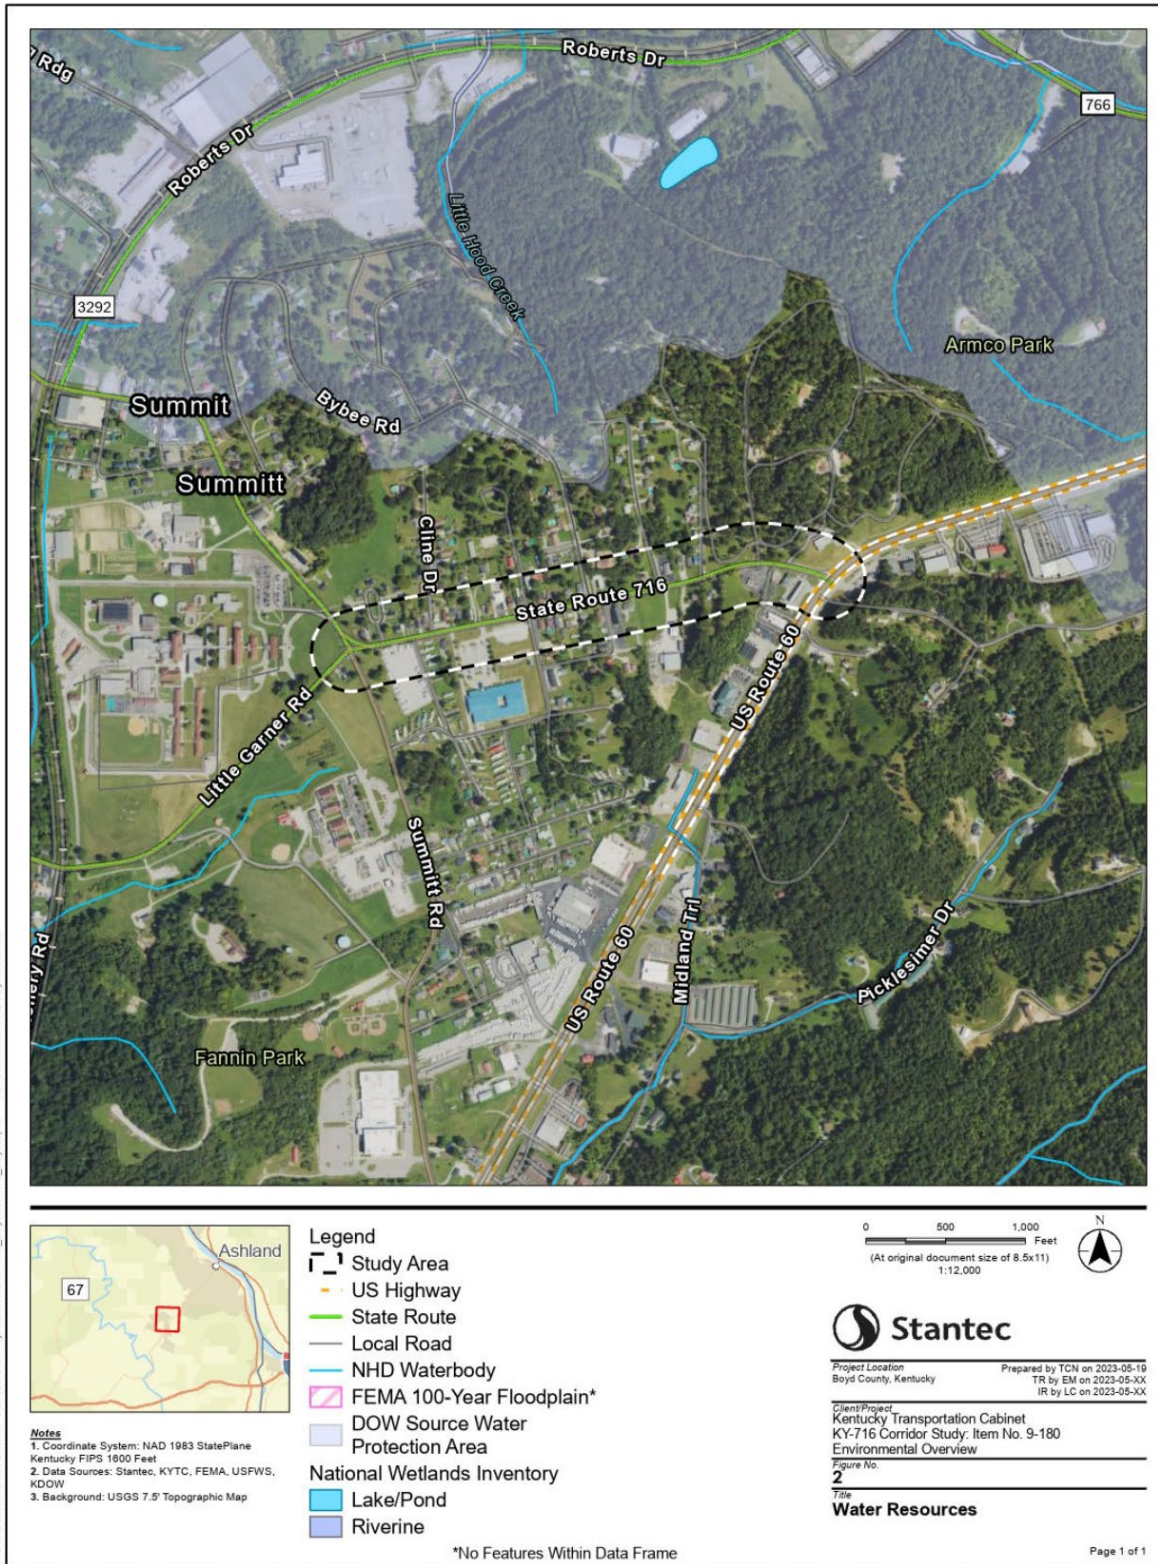 Roberts Dr
Rdg
766
Roberts Dr
Little Hood Creek
3292
Armco Park
Summit
Bybee Rd
Summitt
Cline Dr
State Route 716
US Route 60
Little Garner Rd
Summitt Rd
Midland Trl
Picklesimer Dr
US Route 60
Fannin Park
Ashland
67
Notes
1. Coordinate System: NAD 1983 StatePlane
Kentucky FIPS 1600 Feet
2. Data Sources: Stantec, KYTC, FEMA, USFWS,
KDOW
3. Background: USGS 7.5' Topographic Map
Legend
Study Area
US Highway
State Route
Local Road
NHD Waterbody
FEMA 100-Year Floodplain*
DOW Source Water
Protection Area
National Wetlands Inventory
Lake/Pond
Riverine
*No Features Within Data Frame
0 500 1,000
Feet
(At original document size of 8.5x11)
1:12,000
N
Stantec
Project Location
Boyd County, Kentucky
Prepared by TCN on 2023-05-19
TR by EM on 2023-05-XX
IR by LC on 2023-05-XX
Client/Project
Kentucky Transportation Cabinet
KY-716 Corridor Study: Item No. 9-180
Environmental Overview
Figure No.
2
Title
Water Resources
Page 1 of 1